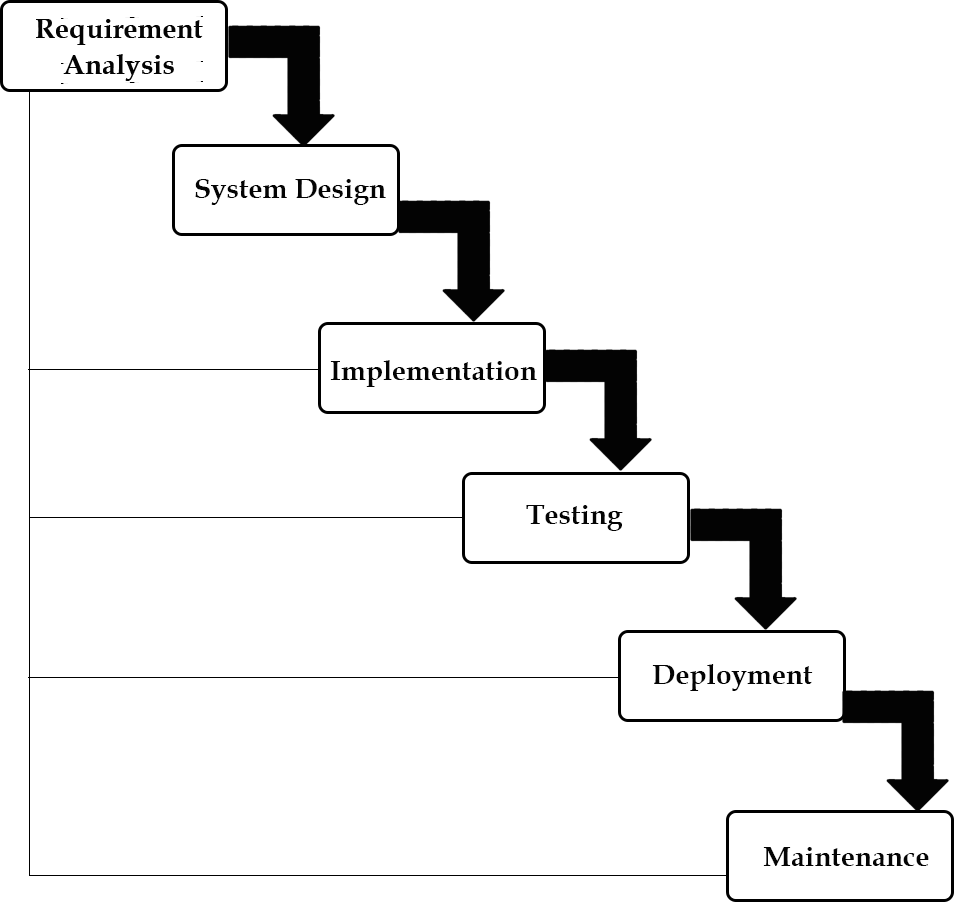 Requirement
Analysis
System Design
Implementation
Testing
Deployment
Maintenance